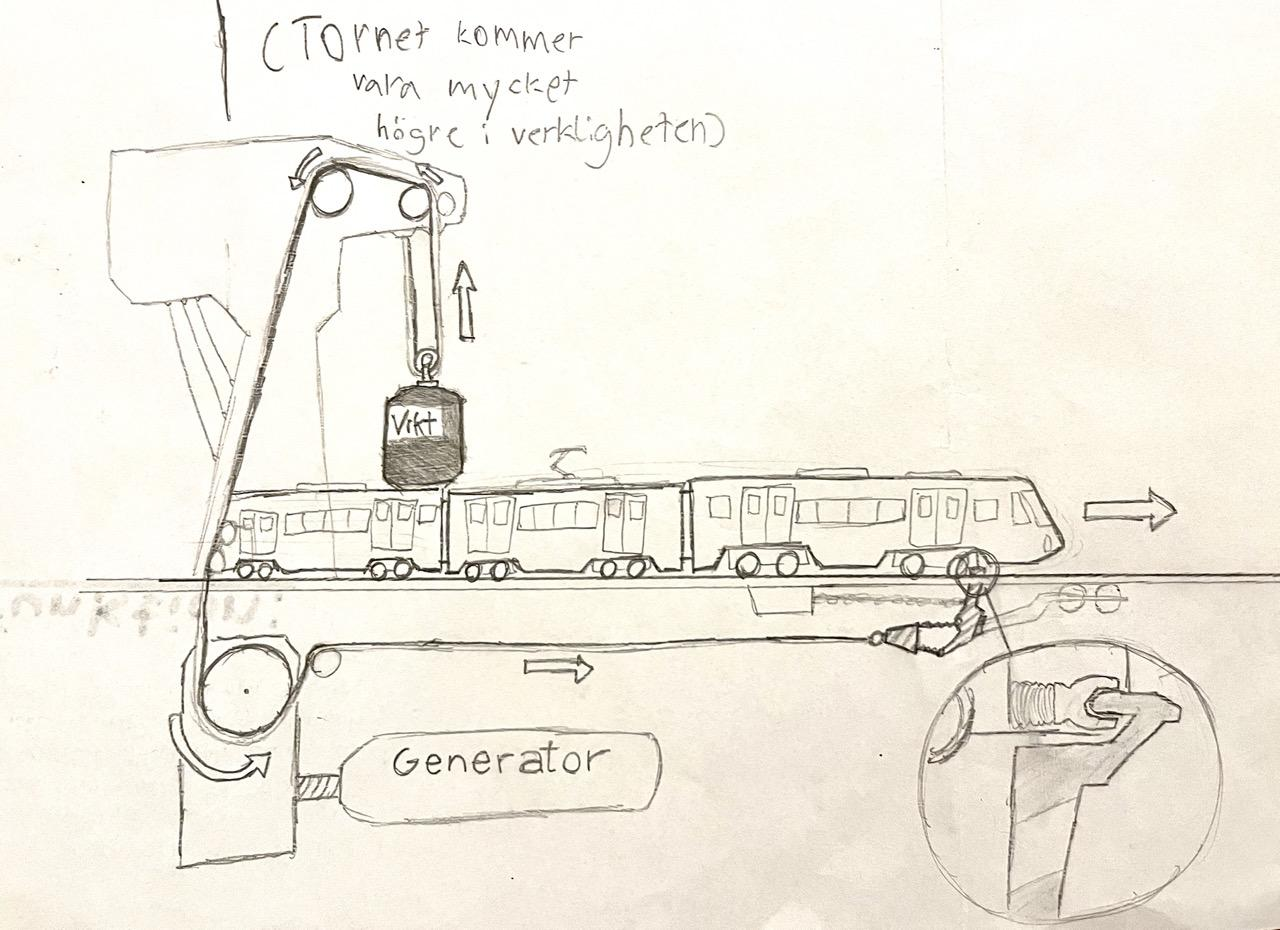 (Tornet kommer
vara mycket
högre i verkligheten)
Vikt
Generator